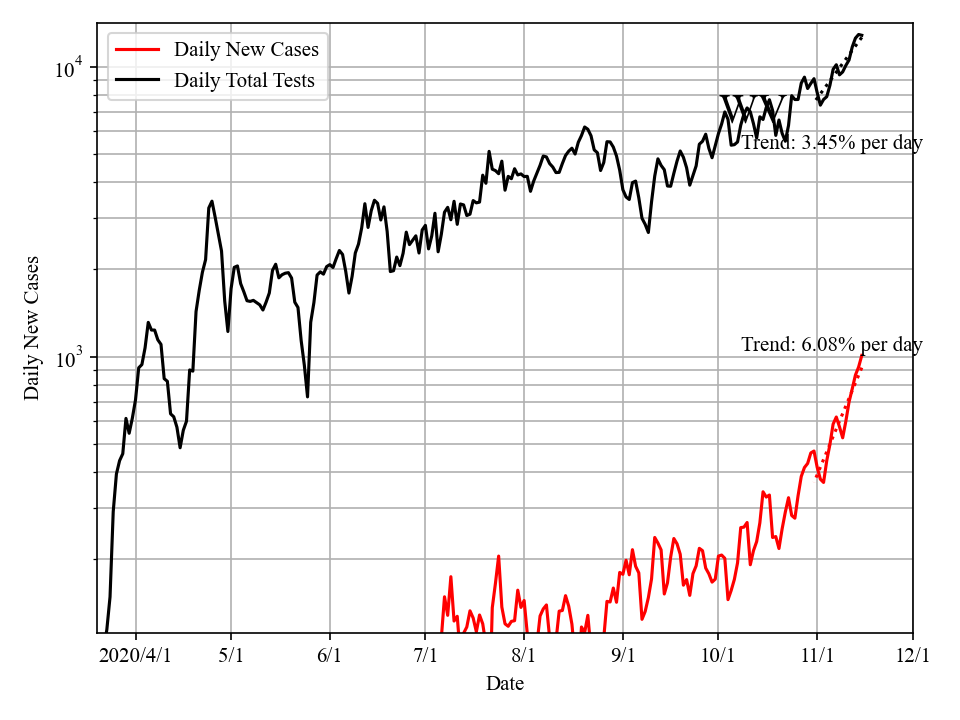 Daily New Cases
Daily Total Tests
10^4
10^3
Trend: 3.45% per day
Trend: 6.08% per day
Daily New Cases
2020/4/1 5/1 6/1 7/1 8/1 9/1 10/1 11/1 12/1
Date